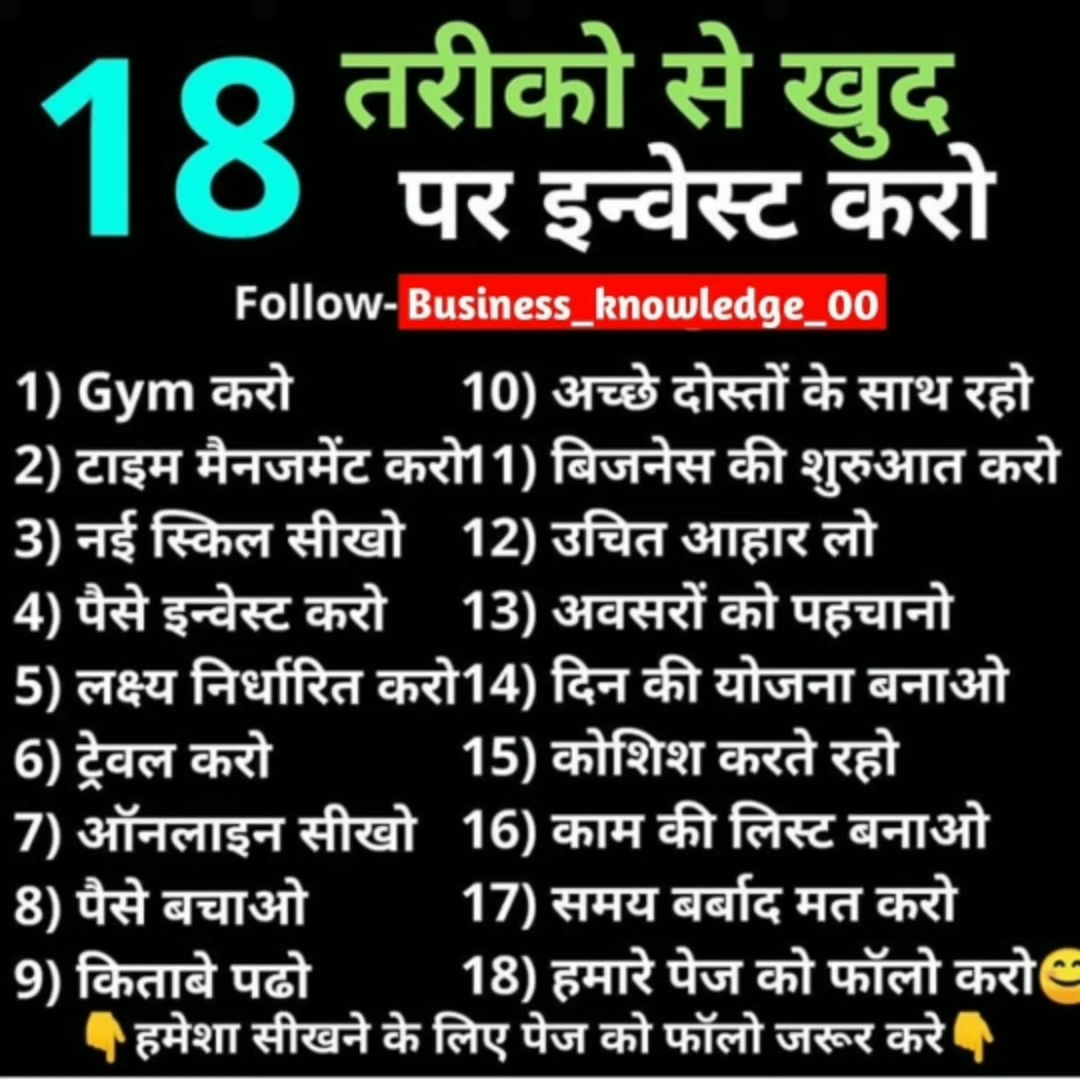 18 तरीको से खुद
पर इन्वेस्ट करो
Follow-Business_knowledge_00
1) Gym करो
2) टाइम मैनजमेंट करो
3) नई स्किल सीखो
4) पैसे इन्वेस्ट करो
5) लक्ष्य निर्धारित करो
6) ट्रेवल करो
7) ऑनलाइन सीखो
8) पैसे बचाओ
9) किताबे पढो
10) अच्छे दोस्तों के साथ रहो
11) बिजनेस की शुरुआत करो
12) उचित आहार लो
13) अवसरों को पहचानो
14) दिन की योजना बनाओ
15) कोशिश करते रहो
16) काम की लिस्ट बनाओ
17) समय बर्बाद मत करो
18) हमारे पेज को फॉलो करो😊
👇हमेशा सीखने के लिए पेज को फॉलो जरूर करे👇